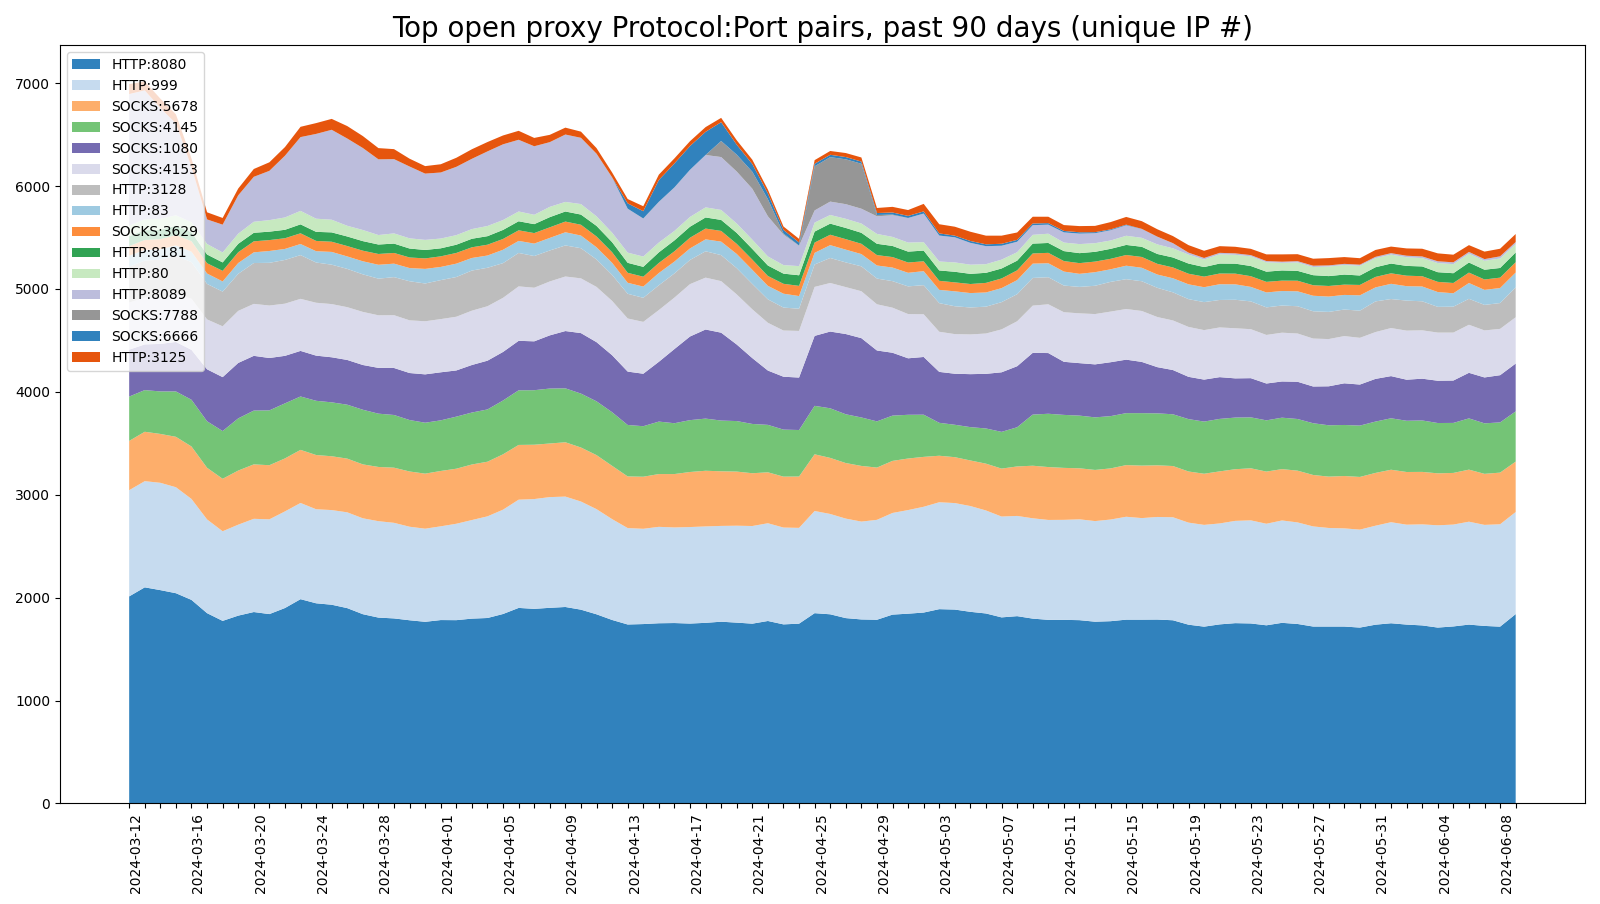 Top open proxy Protocol:Port pairs, past 90 days (unique IP #)
7000
6000
5000
4000
3000
2000
1000
0
HTTP:8080
HTTP:999
SOCKS:5678
SOCKS:4145
SOCKS:1080
SOCKS:4153
HTTP:3128
HTTP:83
SOCKS:3629
HTTP:8181
HTTP:80
HTTP:8089
SOCKS:7788
SOCKS:6666
HTTP:3125
2024-03-12
2024-03-16
2024-03-20
2024-03-24
2024-03-28
2024-04-01
2024-04-05
2024-04-09
2024-04-13
2024-04-17
2024-04-21
2024-04-25
2024-04-29
2024-05-03
2024-05-07
2024-05-11
2024-05-15
2024-05-19
2024-05-23
2024-05-27
2024-05-31
2024-06-04
2024-06-08